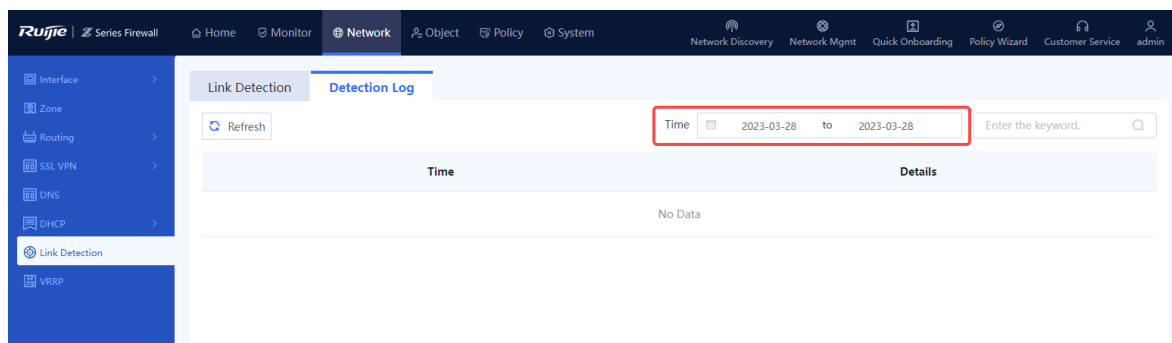 Ruijie | Z Series Firewall Home Monitor Network Object Policy System Network Discovery Network Mgmt Quick Onboarding Policy Wizard Customer Service admin
Interface
Zone
Routing
SSL VPN
DNS
DHCP
Link Detection
VRRP
Link Detection Detection Log
Refresh Time 2023-03-28 to 2023-03-28 Enter the keyword.
Time Details
No Data